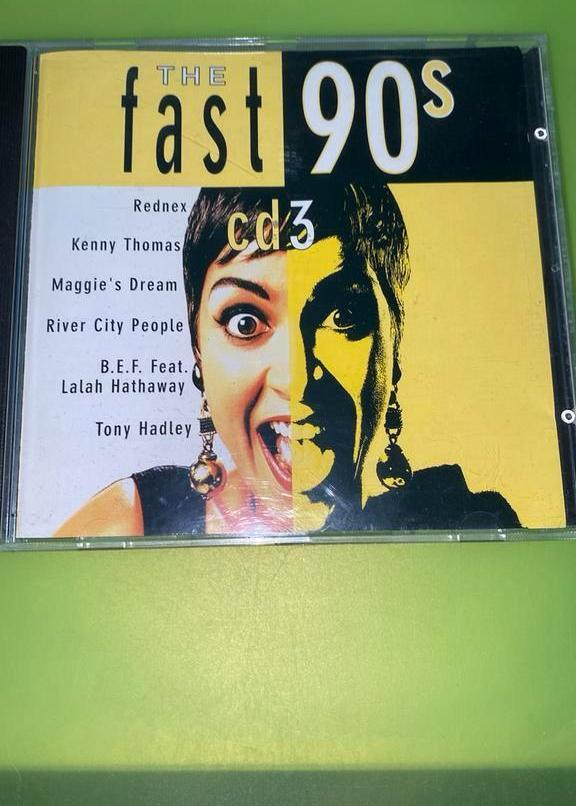 THE
fast 90s
cd3
Rednex
Kenny Thomas
Maggie's Dream
River City People
B.E.F. Feat.
Lalah Hathaway
Tony Hadley